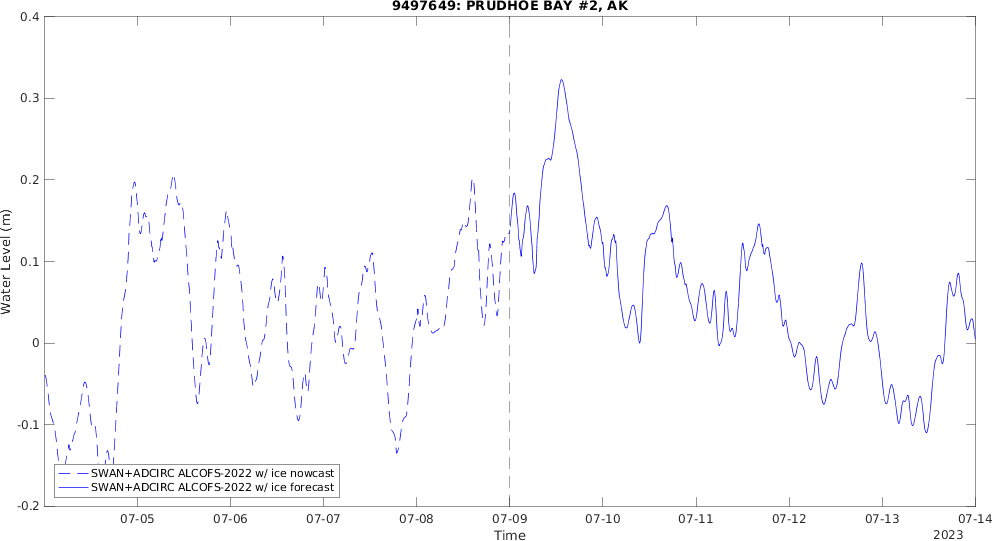 9497649: PRUDHOE BAY #2, AK
0.4
0.3
0.2
0.1
0
-0.1
-0.2
Water Level (m)
SWAN+ADCIRC ALCOFS-2022 w/ ice nowcast
SWAN+ADCIRC ALCOFS-2022 w/ ice forecast
07-05 07-06 07-07 07-08 07-09 07-10 07-11 07-12 07-13 07-14
Time
2023